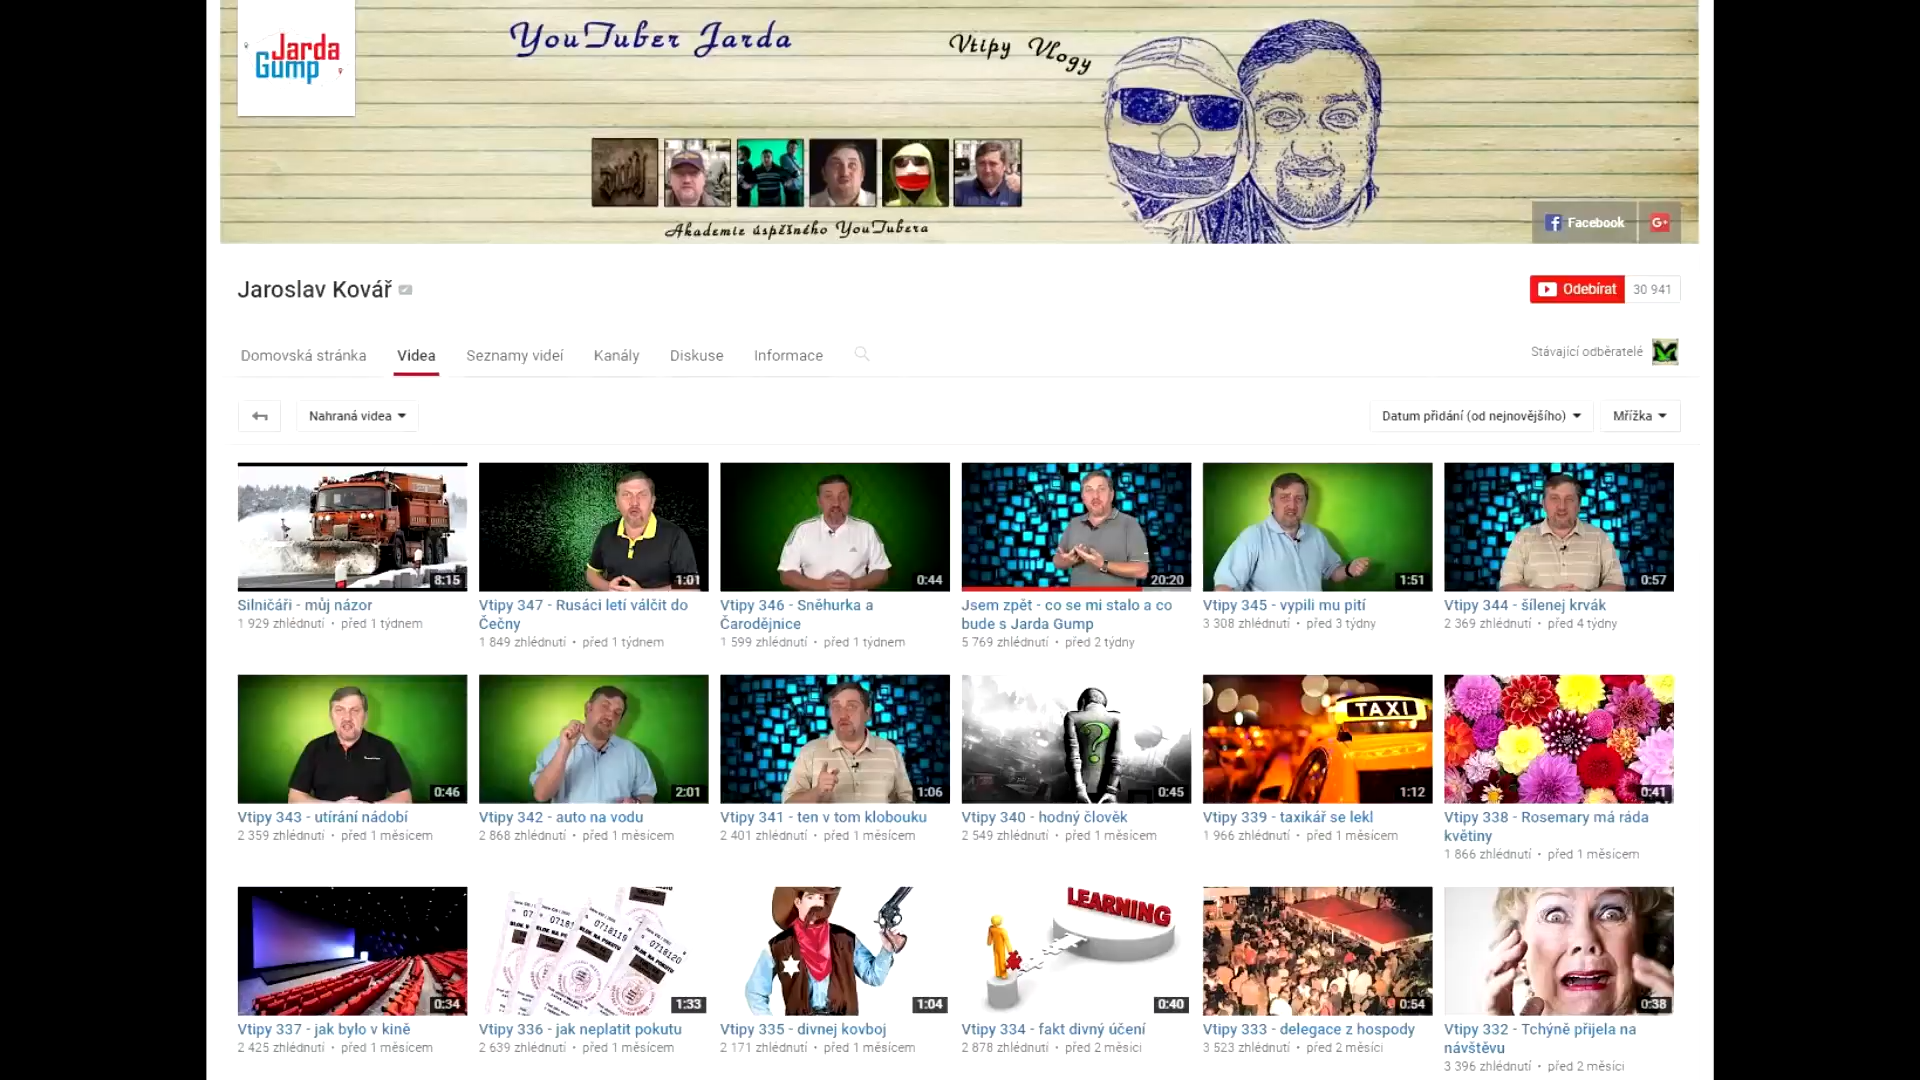 Jarda
Gump
YouTuber Jarda
Vtipy Vlogy
Akademie úspěšného YouTubera
Facebook
G+
Jaroslav Kovář
Odebírat
30 941
Domovská stránka
Videa
Seznamy videí
Kanály
Diskuse
Informace
Stávající odběratelé
Nahraná videa
Datum přidání (od nejnovějšího)
Mřížka
8:15
1:01
0:44
20:20
1:51
0:57
Silničáři - můj názor
1 929 zhlédnutí • před 1 týdnem
Vtipy 347 - Rusáci letí válčit do
Čečny
1 849 zhlédnutí • před 1 týdnem
Vtipy 346 - Sněhurka a
Čarodějnice
1 599 zhlédnutí • před 1 týdnem
Jsem zpět - co se mi stalo a co
bude s Jarda Gump
5 769 zhlédnutí • před 2 týdny
Vtipy 345 - vypili mu pití
3 308 zhlédnutí • před 3 týdny
Vtipy 344 - šílenej krvák
2 369 zhlédnutí • před 4 týdny
TAXI
0:46
2:01
1:06
0:45
1:12
0:41
Vtipy 343 - utírání nádobí
2 359 zhlédnutí • před 1 měsícem
Vtipy 342 - auto na vodu
2 868 zhlédnutí • před 1 měsícem
Vtipy 341 - ten v tom klobouku
2 401 zhlédnutí • před 1 měsícem
Vtipy 340 - hodný člověk
2 549 zhlédnutí • před 1 měsícem
Vtipy 339 - taxikář se lekl
1 966 zhlédnutí • před 1 měsícem
Vtipy 338 - Rosemary má ráda
květiny
1 866 zhlédnutí • před 1 měsícem
LEARNING
0718120
0:34
1:33
1:04
0:40
0:54
0:38
Vtipy 337 - jak bylo v kině
2 425 zhlédnutí • před 1 měsícem
Vtipy 336 - jak neplatit pokutu
2 639 zhlédnutí • před 1 měsícem
Vtipy 335 - divnej kovboj
2 171 zhlédnutí • před 1 měsícem
Vtipy 334 - fakt divný účení
2 878 zhlédnutí • před 2 měsíci
Vtipy 333 - delegace z hospody
3 523 zhlédnutí • před 2 měsíci
Vtipy 332 - Tchýně přijela na
návštěvu
3 396 zhlédnutí • před 2 měsíci